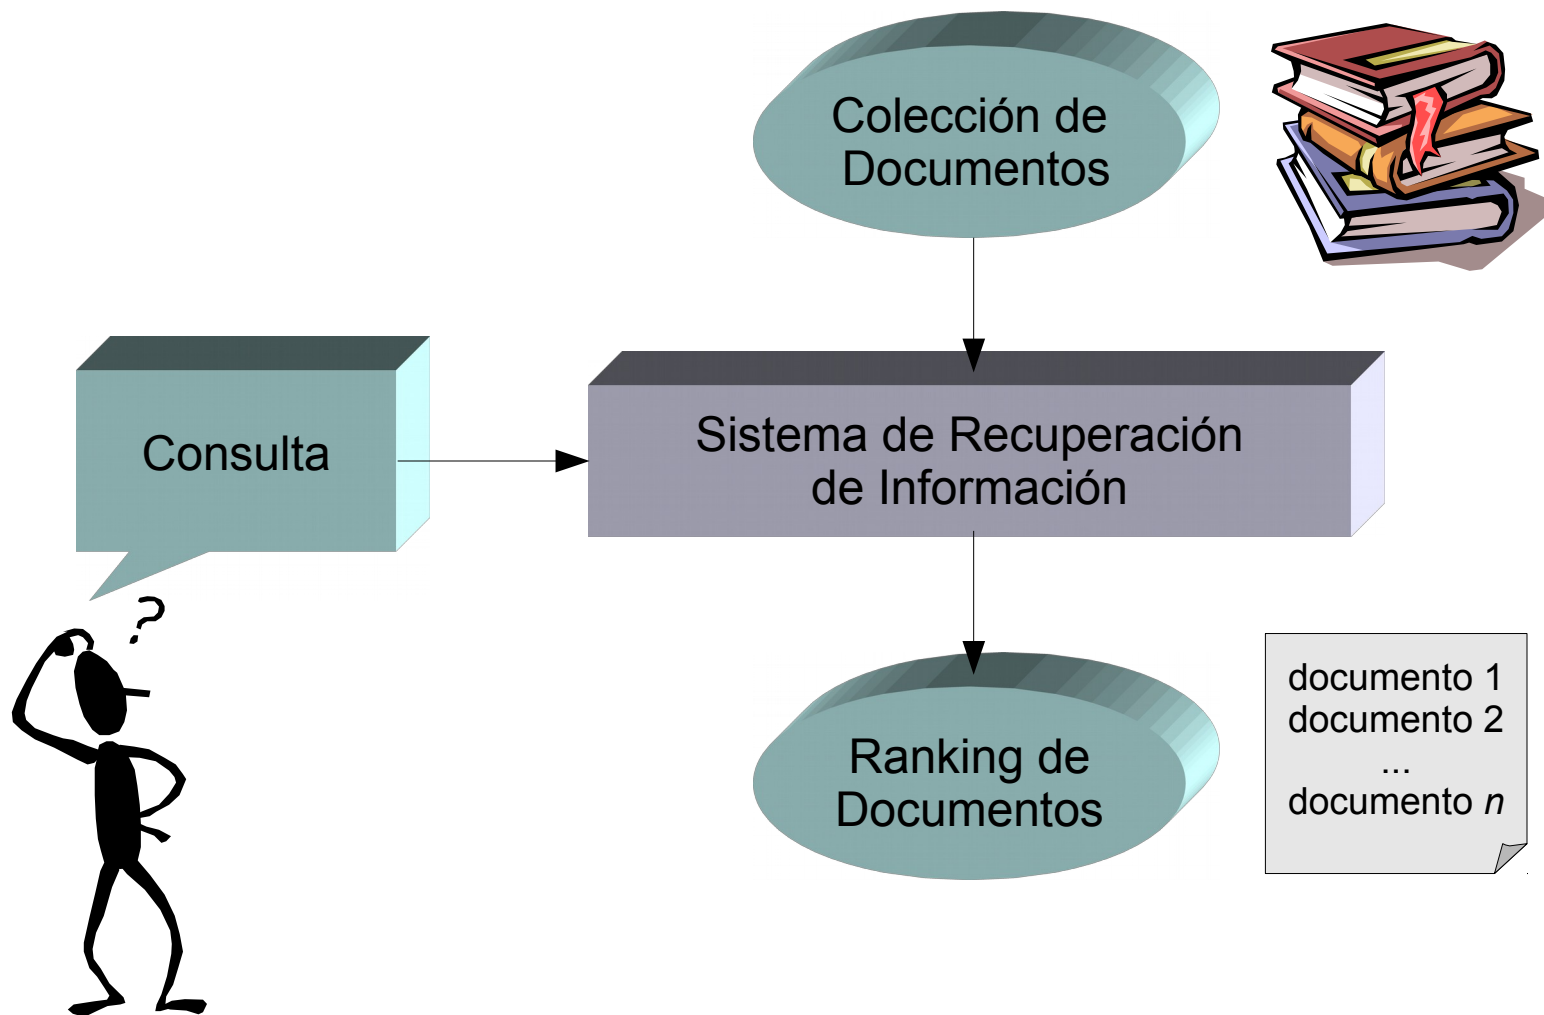 Colección de
Documentos
Consulta
Sistema de Recuperación
de Información
?
Ranking de
Documentos
documento 1
documento 2
...
documento n